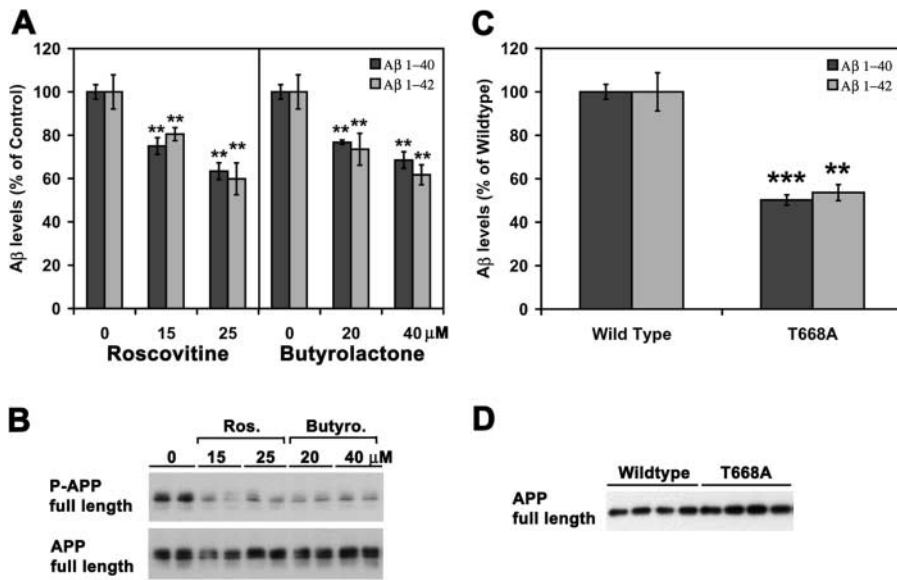 A
Aβ levels (% of Control)
120
100
80
60
40
20
0
Aβ 1–40
Aβ 1–42
** ** ** ** ** ** ** **
0 15 25 0 20 40 μM
Roscovitine Butyrolactone
C
Aβ levels (% of Wildtype)
120
100
80
60
40
20
0
Aβ 1–40
Aβ 1–42
*** **
Wild Type T668A
B
Ros. Butyro.
0 15 25 20 40 μM
P-APP
full length
APP
full length
D
Wildtype T668A
APP
full length